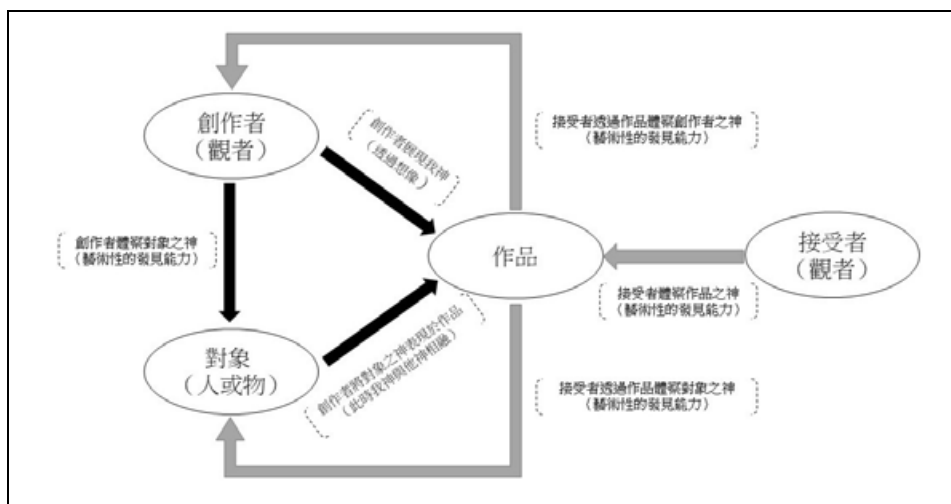 創作者
（觀者）
創作者展現我神
（透過想像）
接受者透過作品體察創作者之神
（藝術性的發見能力）
創作者體察對象之神
（藝術性的發見能力）
作品
接受者
（觀者）
接受者體察作品之神
（藝術性的發見能力）
對象
（人或物）
創作者將對象之神表現於作品
（此時我神與他神相融）
接受者透過作品體察對象之神
（藝術性的發見能力）